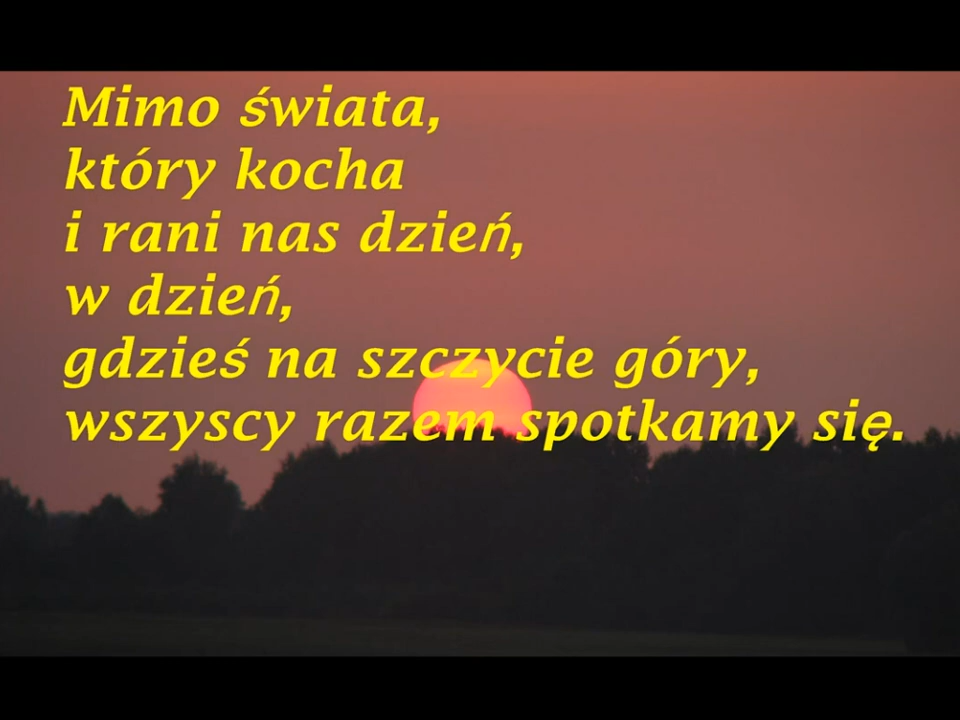 Mimo świata,
który kocha
i rani nas dzień,
w dzień,
gdzieś na szczycie góry,
wszyscy razem spotkamy się.